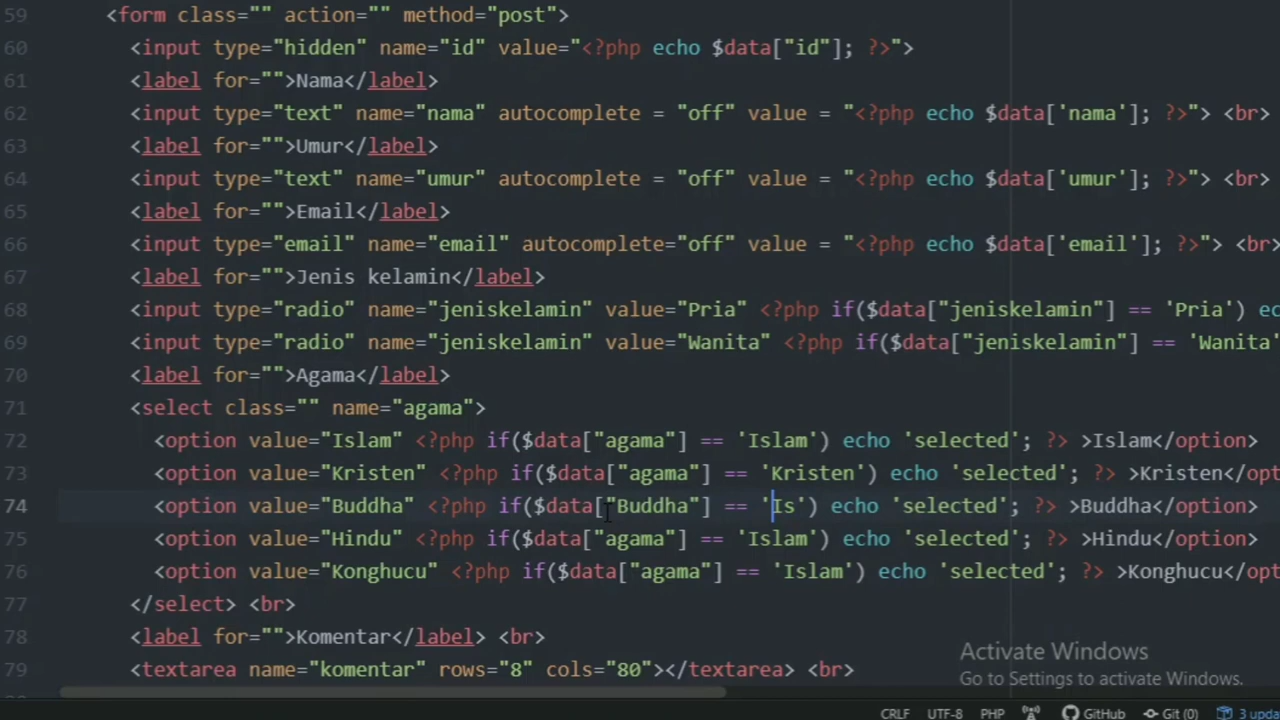 59 <form class="" action="" method="post">
60 <input type="hidden" name="id" value="<?php echo $data["id"]; ?>">
61 <label for="">Nama</label>
62 <input type="text" name="nama" autocomplete = "off" value = "<?php echo $data['nama']; ?>"> <br>
63 <label for="">Umur</label>
64 <input type="text" name="umur" autocomplete = "off" value = "<?php echo $data['umur']; ?>"> <br>
65 <label for="">Email</label>
66 <input type="email" name="email" autocomplete="off" value = "<?php echo $data['email']; ?>"> <br>
67 <label for="">Jenis kelamin</label>
68 <input type="radio" name="jeniskelamin" value="Pria" <?php if($data["jeniskelamin"] == 'Pria') ec
69 <input type="radio" name="jeniskelamin" value="Wanita" <?php if($data["jeniskelamin"] == 'Wanita'
70 <label for="">Agama</label>
71 <select class="" name="agama">
72 <option value="Islam" <?php if($data["agama"] == 'Islam') echo 'selected'; ?> >Islam</option>
73 <option value="Kristen" <?php if($data["agama"] == 'Kristen') echo 'selected'; ?> >Kristen</opt
74 <option value="Buddha" <?php if($data["Buddha"] == 'Is') echo 'selected'; ?> >Buddha</option>
75 <option value="Hindu" <?php if($data["agama"] == 'Islam') echo 'selected'; ?> >Hindu</option>
76 <option value="Konghucu" <?php if($data["agama"] == 'Islam') echo 'selected'; ?> >Konghucu</opt
77 </select> <br>
78 <label for="">Komentar</label> <br>
79 <textarea name="komentar" rows="8" cols="80"></textarea> <br>
Activate Windows
Go to Settings to activate Windows.
CRLF UTF-8 PHP GitHub Git (0) 3 upd